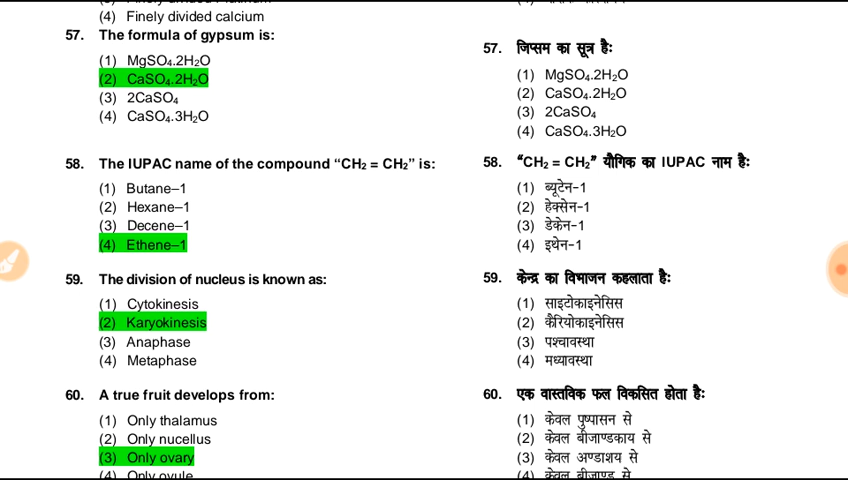 (4) Finely divided calcium
57. The formula of gypsum is:
(1) MgSO₄.2H₂O
(2) CaSO₄.2H₂O
(3) 2CaSO₄
(4) CaSO₄.3H₂O
58. The IUPAC name of the compound “CH₂ = CH₂” is:
(1) Butane–1
(2) Hexane–1
(3) Decene–1
(4) Ethene–1
59. The division of nucleus is known as:
(1) Cytokinesis
(2) Karyokinesis
(3) Anaphase
(4) Metaphase
60. A true fruit develops from:
(1) Only thalamus
(2) Only nucellus
(3) Only ovary
(4) Only ovule
57. जिप्सम का सूत्र है:
(1) MgSO₄.2H₂O
(2) CaSO₄.2H₂O
(3) 2CaSO₄
(4) CaSO₄.3H₂O
58. “CH₂ = CH₂” यौगिक का IUPAC नाम है:
(1) ब्यूटेन-1
(2) हेक्सेन-1
(3) डेकेन-1
(4) इथेन-1
59. केन्द्र का विभाजन कहलाता है:
(1) साइटोकाइनेसिस
(2) कैरियोकाइनेसिस
(3) पश्चावस्था
(4) मध्यावस्था
60. एक वास्तविक फल विकसित होता है:
(1) केवल पुष्पासन से
(2) केवल बीजाण्डकाय से
(3) केवल अण्डाशय से
(4) केवल बीजाण्ड से